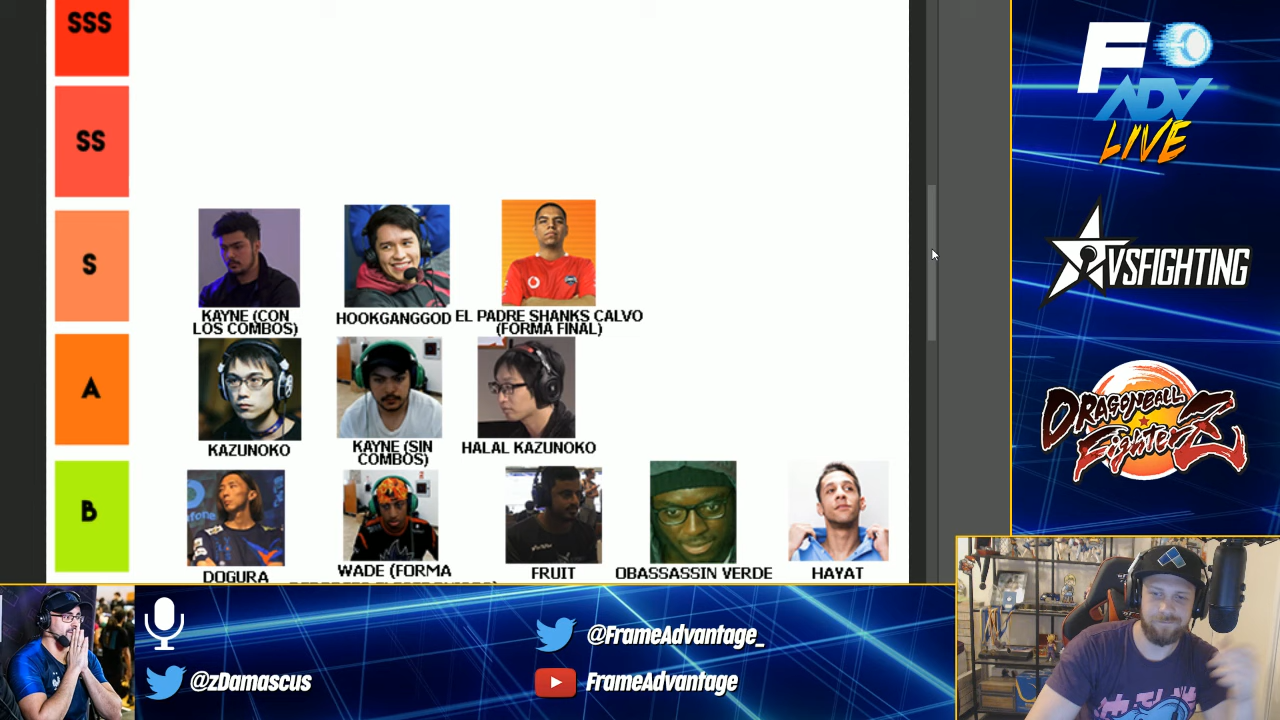 SSS
SS
S
KAYNE (CON
LOS COMBOS)
HOOKGANGGOD
EL PADRE SHANKS CALVO
(FORMA FINAL)
A
KAZUNOKO
KAYNE (SIN
COMBOS)
HALAL KAZUNOKO
B
DOGURA
WADE (FORMA
FRUIT
OBASSASSIN VERDE
HAYAT
F
ADV
LIVE
VSFIGHTING
DRAGONBALL
FIGHTERZ
@zDamascus
@FrameAdvantage_
FrameAdvantage